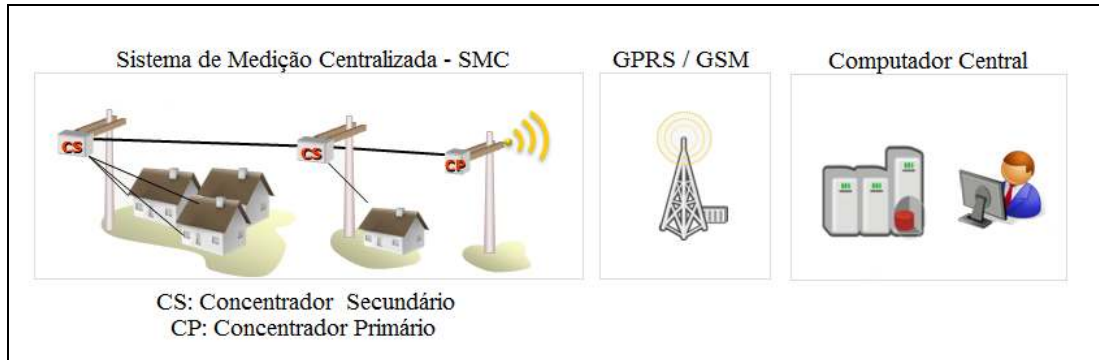 Sistema de Medição Centralizada - SMC
GPRS / GSM
Computador Central
CS
CS
CP
CS: Concentrador Secundário
CP: Concentrador Primário